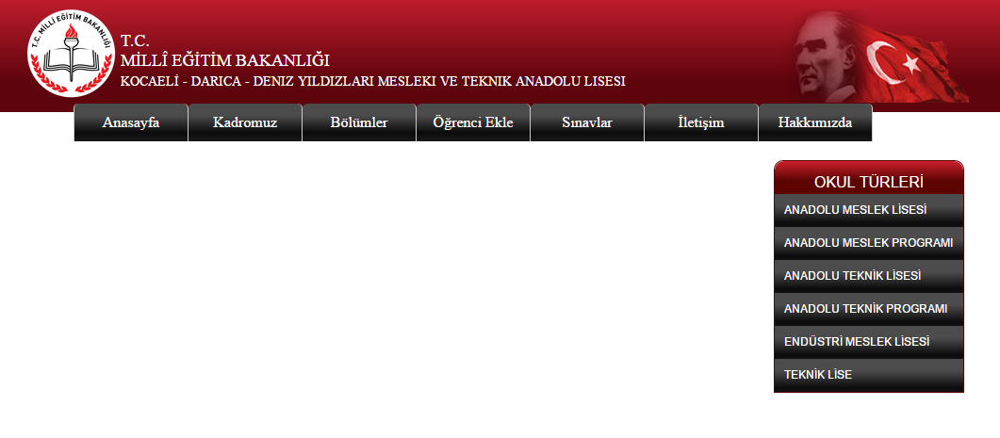 T.C. MİLLÎ EĞİTİM BAKANLIĞI
T.C.
MİLLÎ EĞİTİM BAKANLIĞI
KOCAELİ - DARICA - DENIZ YILDIZLARI MESLEKI VE TEKNIK ANADOLU LISESI
Anasayfa Kadromuz Bölümler Öğrenci Ekle Sınavlar İletişim Hakkımızda
OKUL TÜRLERİ
ANADOLU MESLEK LİSESİ
ANADOLU MESLEK PROGRAMI
ANADOLU TEKNİK LİSESİ
ANADOLU TEKNİK PROGRAMI
ENDÜSTRİ MESLEK LİSESİ
TEKNİK LİSE